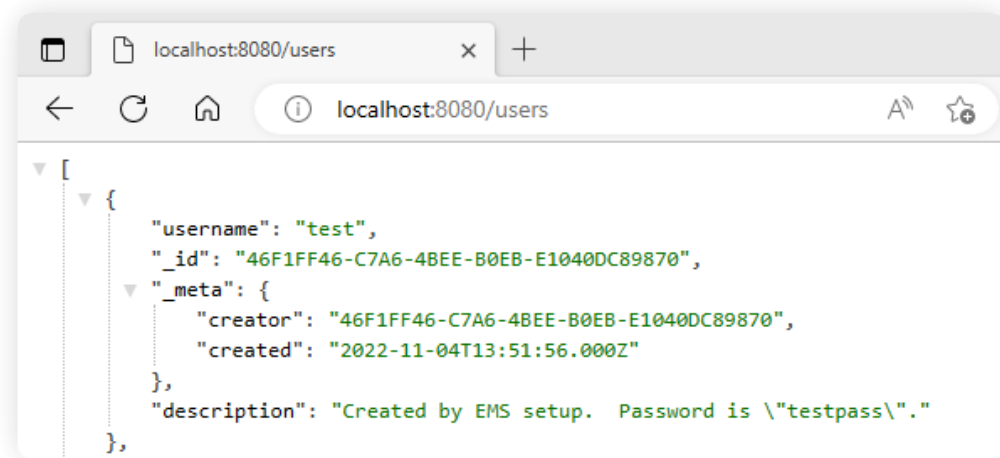 localhost:8080/users
localhost:8080/users
[
{
"username": "test",
"_id": "46F1FF46-C7A6-4BEE-B0EB-E1040DC89870",
"_meta": {
"creator": "46F1FF46-C7A6-4BEE-B0EB-E1040DC89870",
"created": "2022-11-04T13:51:56.000Z"
},
"description": "Created by EMS setup.  Password is \"testpass\"."
},